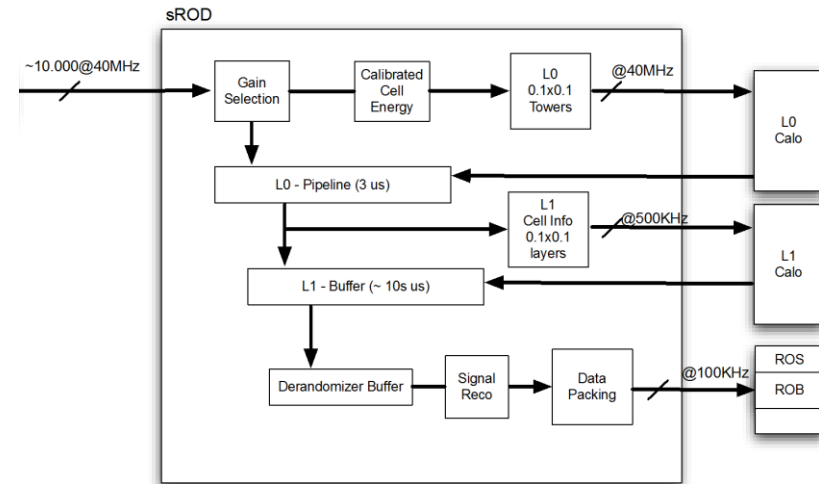 sROD
~10.000@40MHz
Gain
Selection
Calibrated
Cell
Energy
L0
0.1x0.1
Towers
@40MHz
L0
Calo
L0 - Pipeline (3 us)
L1
Cell Info
0.1x0.1
layers
@500KHz
L1
Calo
L1 - Buffer (~ 10s us)
Derandomizer Buffer
Signal
Reco
Data
Packing
@100KHz
ROS
ROB